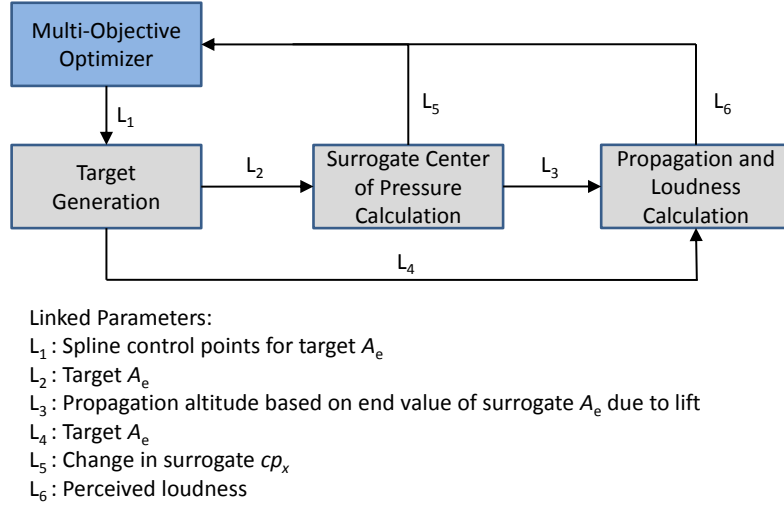 Multi-Objective
Optimizer
L1
L5
L6
Target
Generation
L2
Surrogate Center
of Pressure
Calculation
L3
Propagation and
Loudness
Calculation
L4
Linked Parameters:
L1 : Spline control points for target Ae
L2 : Target Ae
L3 : Propagation altitude based on end value of surrogate Ae due to lift
L4 : Target Ae
L5 : Change in surrogate cpx
L6 : Perceived loudness